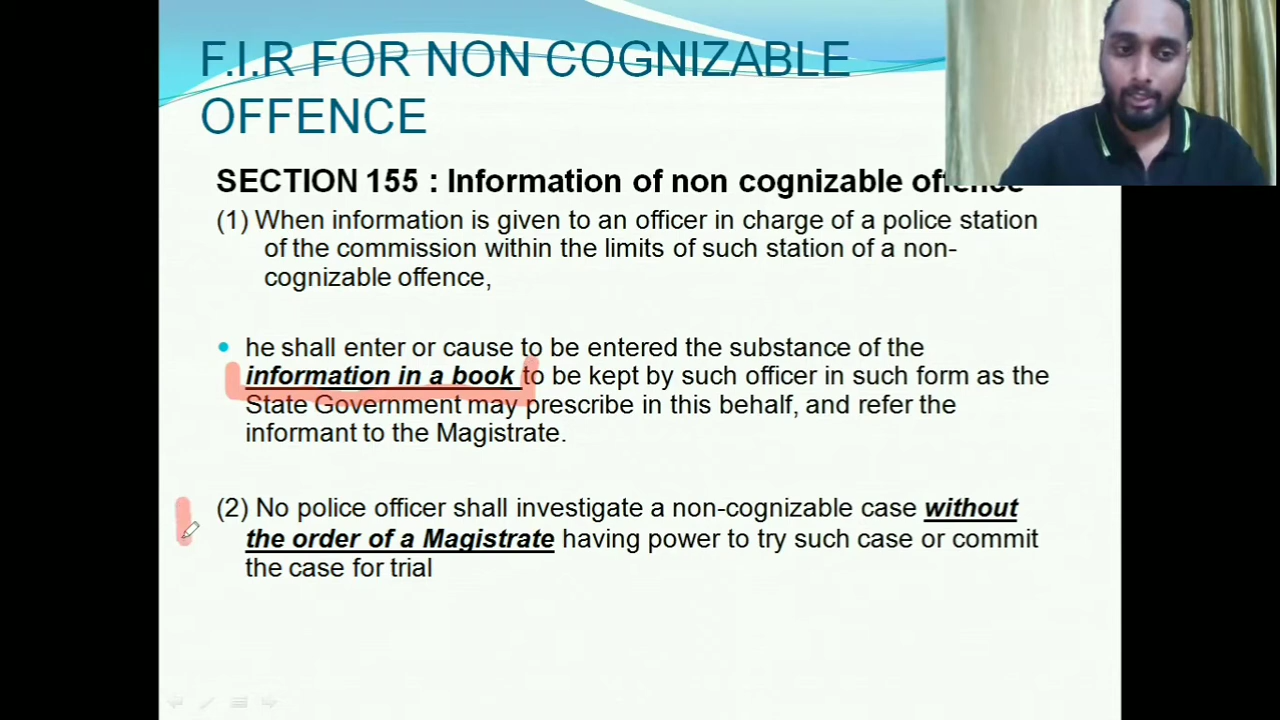 F.I.R FOR NON COGNIZABLE
OFFENCE
SECTION 155 : Information of non cognizable offence
(1) When information is given to an officer in charge of a police station
of the commission within the limits of such station of a non-
cognizable offence,
he shall enter or cause to be entered the substance of the
information in a book to be kept by such officer in such form as the
State Government may prescribe in this behalf, and refer the
informant to the Magistrate.
(2) No police officer shall investigate a non-cognizable case without
the order of a Magistrate having power to try such case or commit
the case for trial